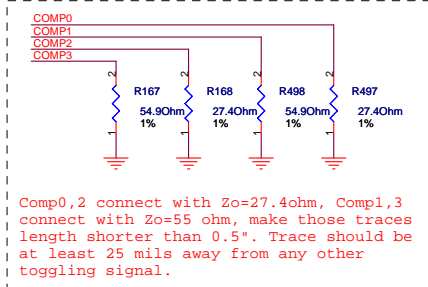 COMP0
COMP1
COMP2
COMP3
2 2 2 2
R167 R168 R498 R497
54.9Ohm 27.4Ohm 54.9Ohm 27.4Ohm
1% 1% 1% 1%
1 1 1 1
Comp0,2 connect with Zo=27.4ohm, Comp1,3
connect with Zo=55 ohm, make those traces
length shorter than 0.5". Trace should be
at least 25 mils away from any other
toggling signal.